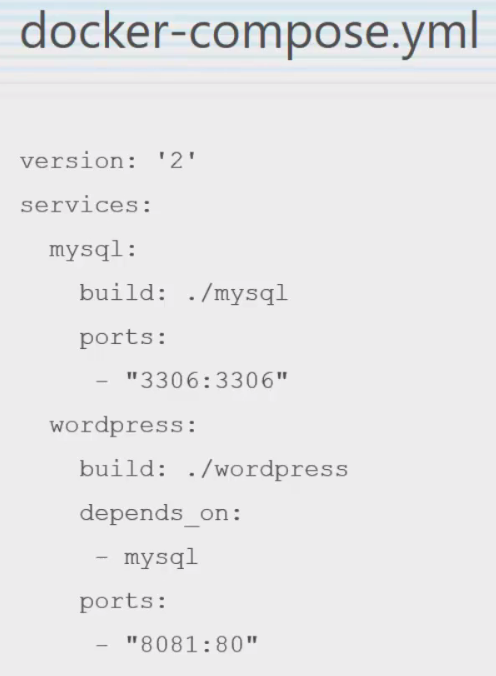 docker-compose.yml
version: '2'
services:
  mysql:
    build: ./mysql
    ports:
     - "3306:3306"
  wordpress:
    build: ./wordpress
    depends_on:
     - mysql
    ports:
     - "8081:80"